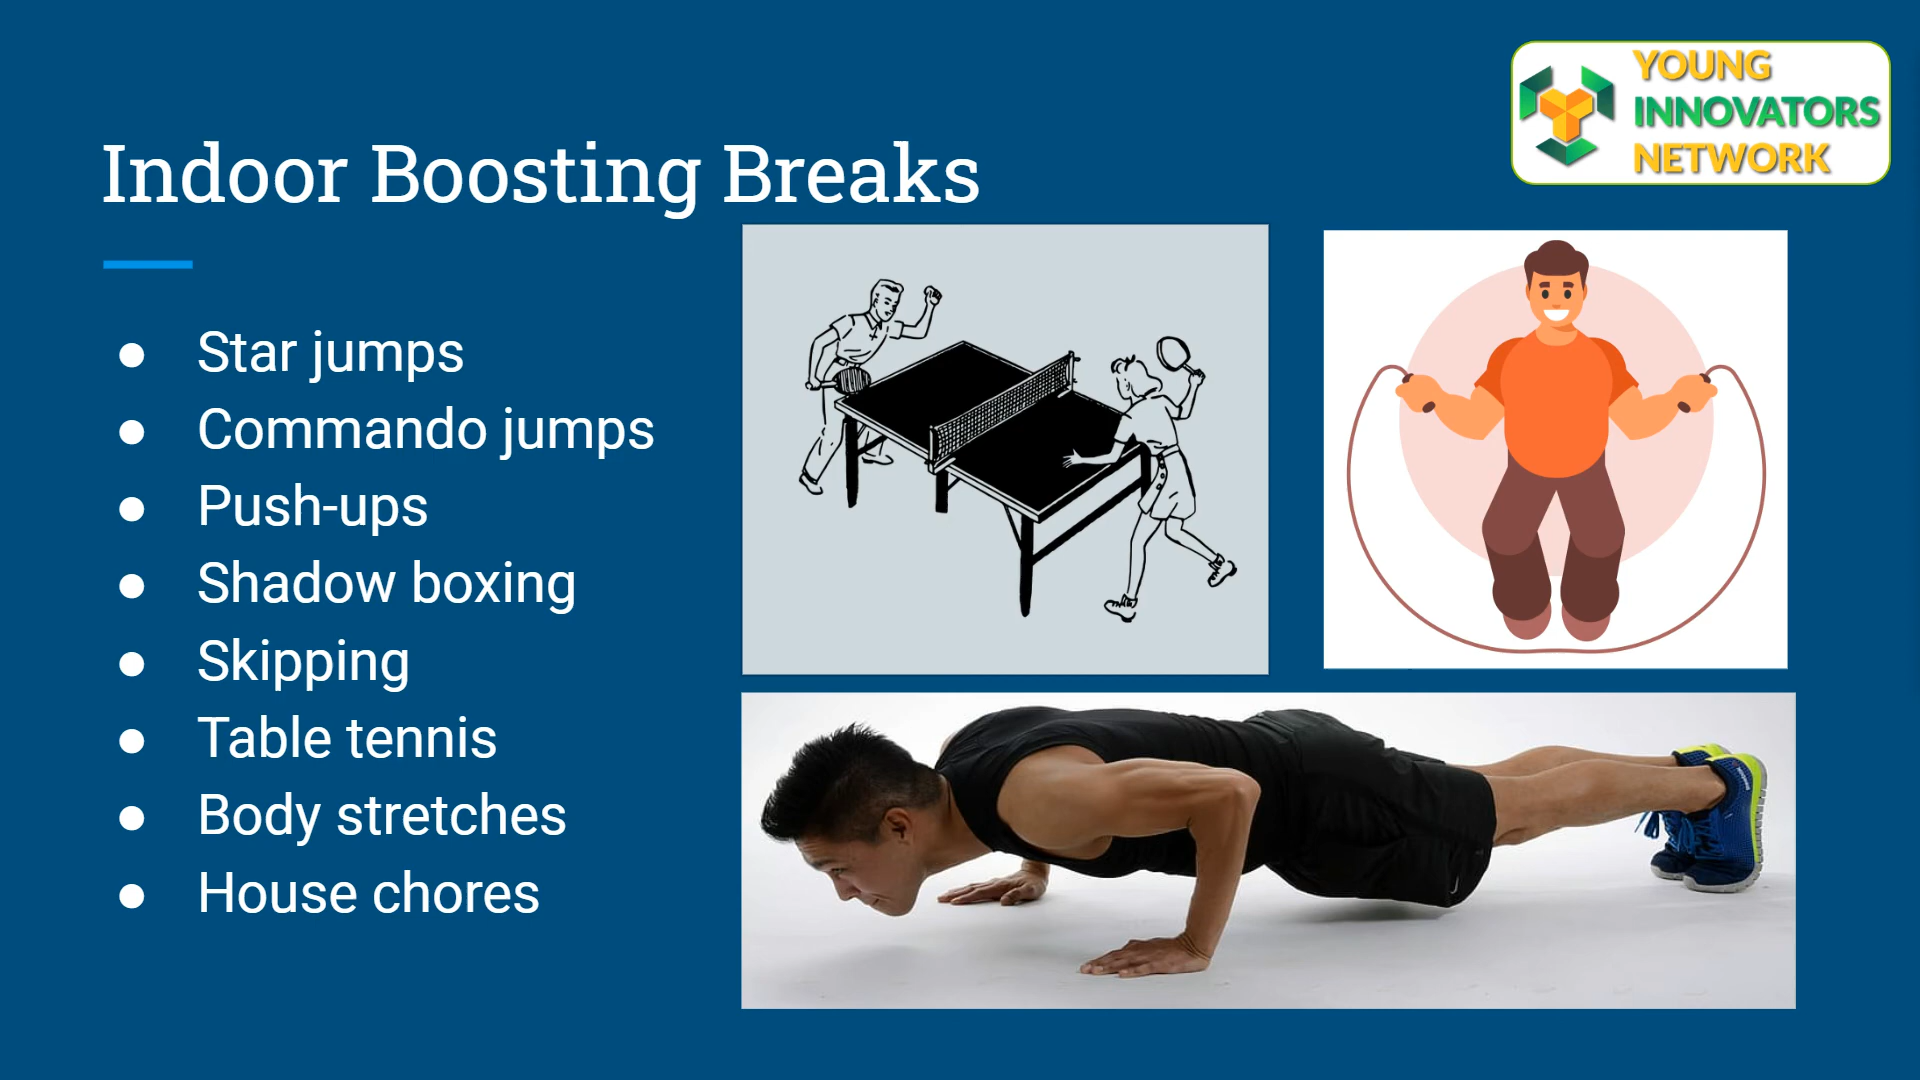 YOUNG
INNOVATORS
NETWORK
Indoor Boosting Breaks
Star jumps
Commando jumps
Push-ups
Shadow boxing
Skipping
Table tennis
Body stretches
House chores